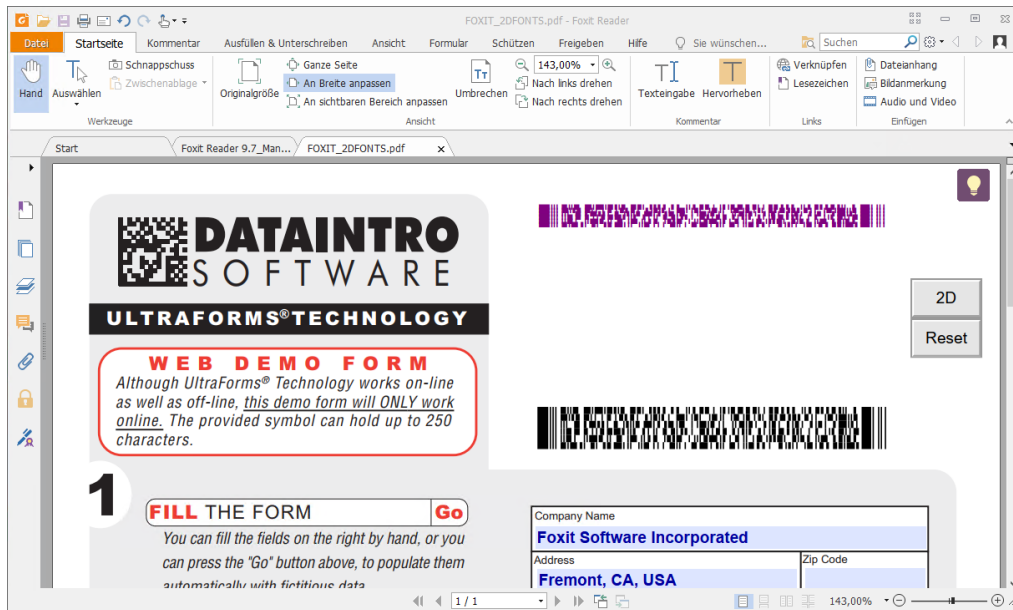 FOXIT_2DFONTS.pdf - Foxit Reader
Datei Startseite Kommentar Ausfüllen & Unterschreiben Ansicht Formular Schützen Freigeben Hilfe Sie wünschen... Suchen
Hand
Auswählen
Schnappschuss
Zwischenablage
Werkzeuge
Originalgröße
Ganze Seite
An Breite anpassen
An sichtbaren Bereich anpassen
Umbrechen
143,00%
Nach links drehen
Nach rechts drehen
Ansicht
Texteingabe Hervorheben
Kommentar
Verknüpfen
Lesezeichen
Links
Dateianhang
Bildanmerkung
Audio und Video
Einfügen
Start Foxit Reader 9.7_Man... FOXIT_2DFONTS.pdf x
DATAINTRO
SOFTWARE
ULTRAFORMS® TECHNOLOGY
WEB DEMO FORM
Although UltraForms® Technology works on-line
as well as off-line, this demo form will ONLY work
online. The provided symbol can hold up to 250
characters.
2D
Reset
1
FILL THE FORM Go
You can fill the fields on the right by hand, or you
can press the "Go" button above, to populate them
automatically with fictitious data.
Company Name
Foxit Software Incorporated
Address
Fremont, CA, USA
Zip Code
1 / 1
143,00%